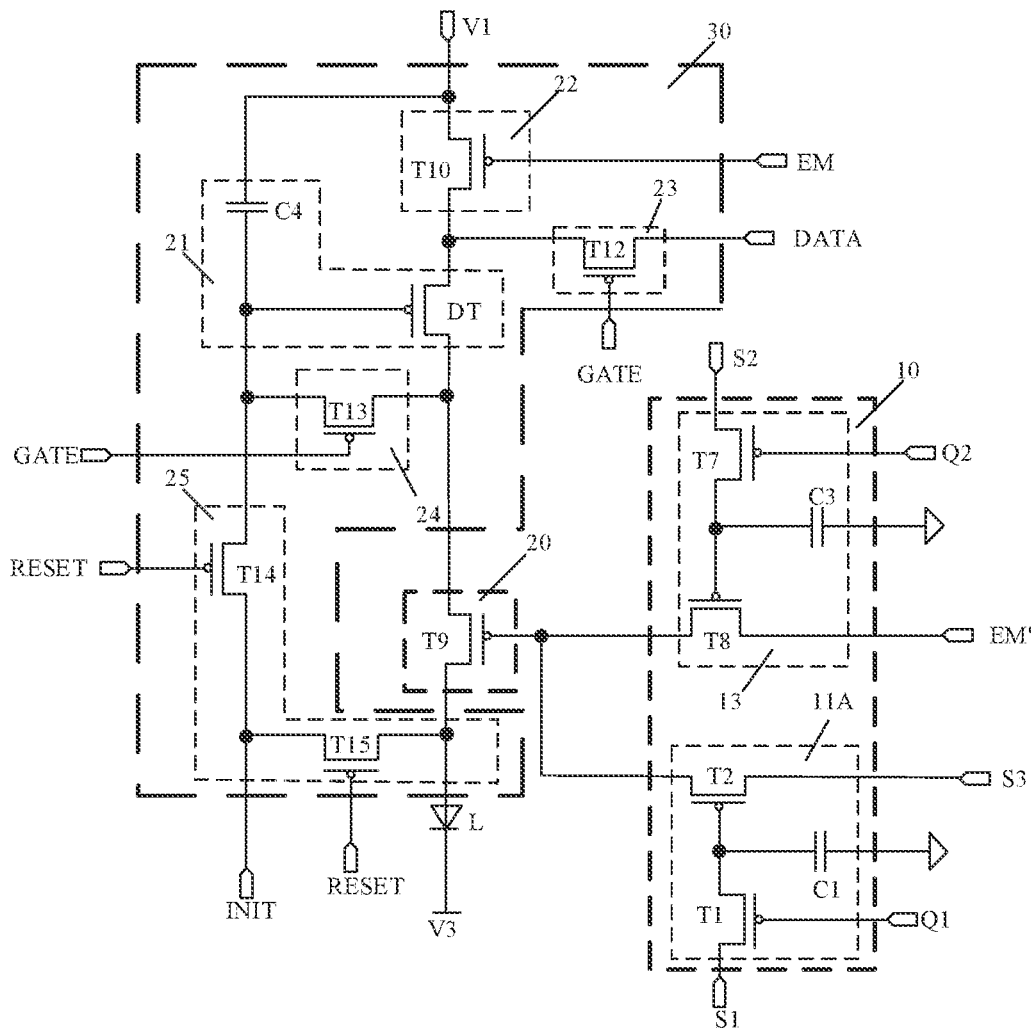 V1
30
22
T10
EM
C4
23
21
T12
DATA
DT
GATE
S2
10
T13
T7
Q2
GATE
C3
25
24
20
RESET
T14
T9
T8
EM'
13
11A
T15
T2
S3
L
RESET
C1
INIT
V3
T1
Q1
S1